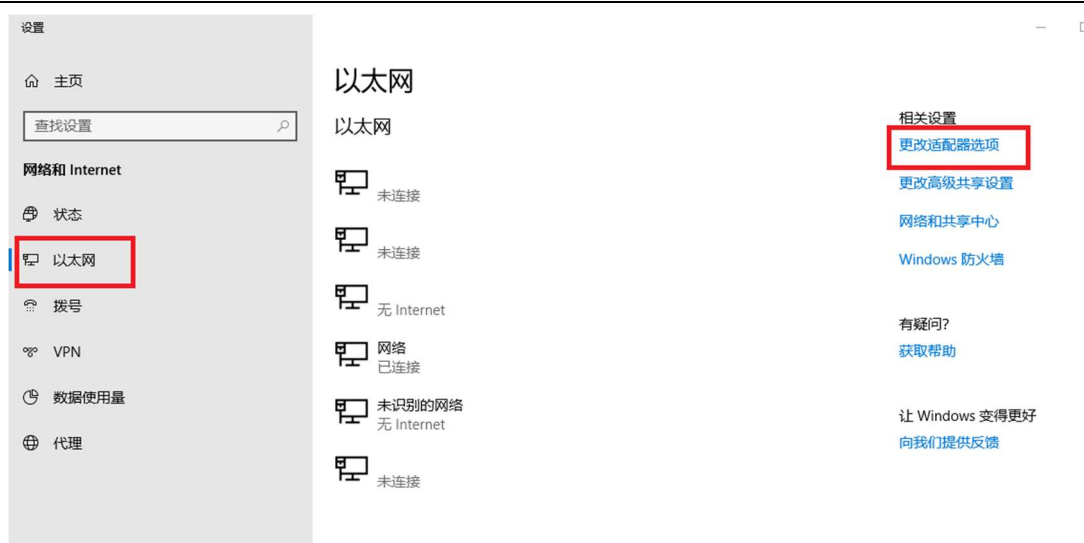 设置
主页
查找设置
网络和 Internet
状态
以太网
拨号
VPN
数据使用量
代理
以太网
以太网
未连接
未连接
无 Internet
网络
已连接
未识别的网络
无 Internet
未连接
相关设置
更改适配器选项
更改高级共享设置
网络和共享中心
Windows 防火墙
有疑问?
获取帮助
让 Windows 变得更好
向我们提供反馈